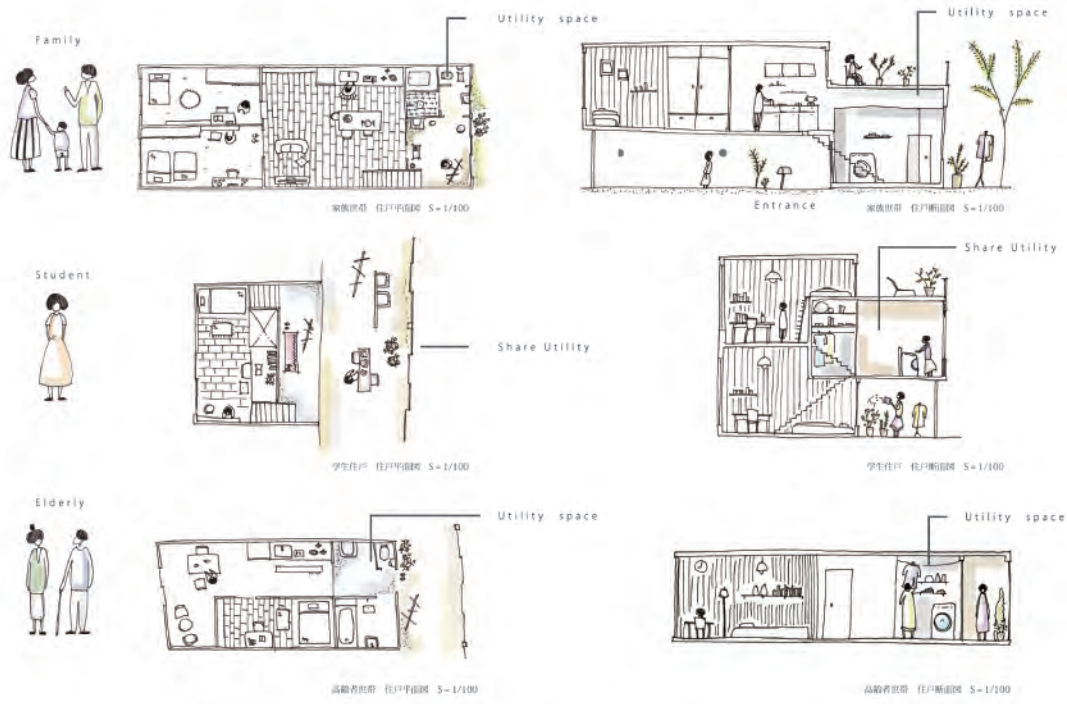 Family
Utility space
Utility space
家族世帯 住戸平面図 S=1/100
Entrance
家族世帯 住戸断面図 S=1/100
Student
Share Utility
Share Utility
学生住戸 住戸平面図 S=1/100
学生住戸 住戸断面図 S=1/100
Elderly
Utility space
Utility space
高齢者世帯 住戸平面図 S=1/100
高齢者世帯 住戸断面図 S=1/100